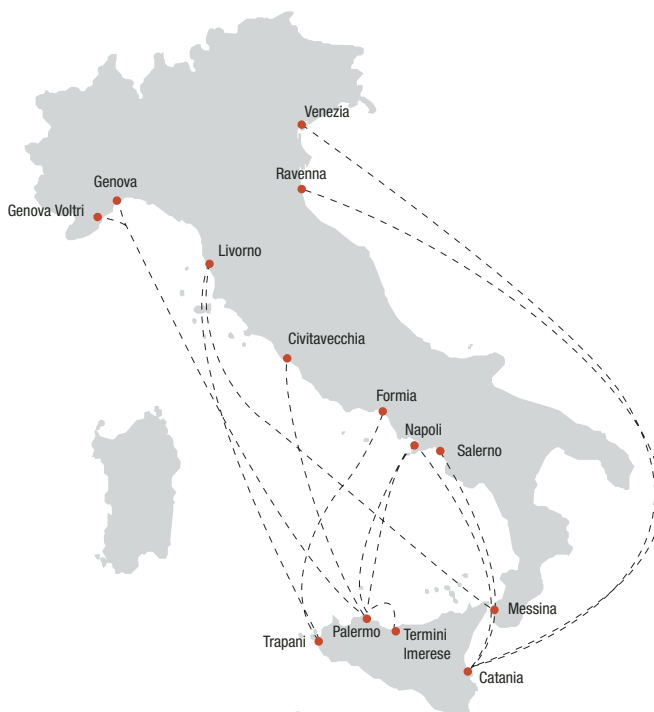 Venezia
Ravenna
Genova
Genova Voltri
Livorno
Civitavecchia
Formia
Napoli
Salerno
Messina
Palermo
Termini
Imerese
Trapani
Catania